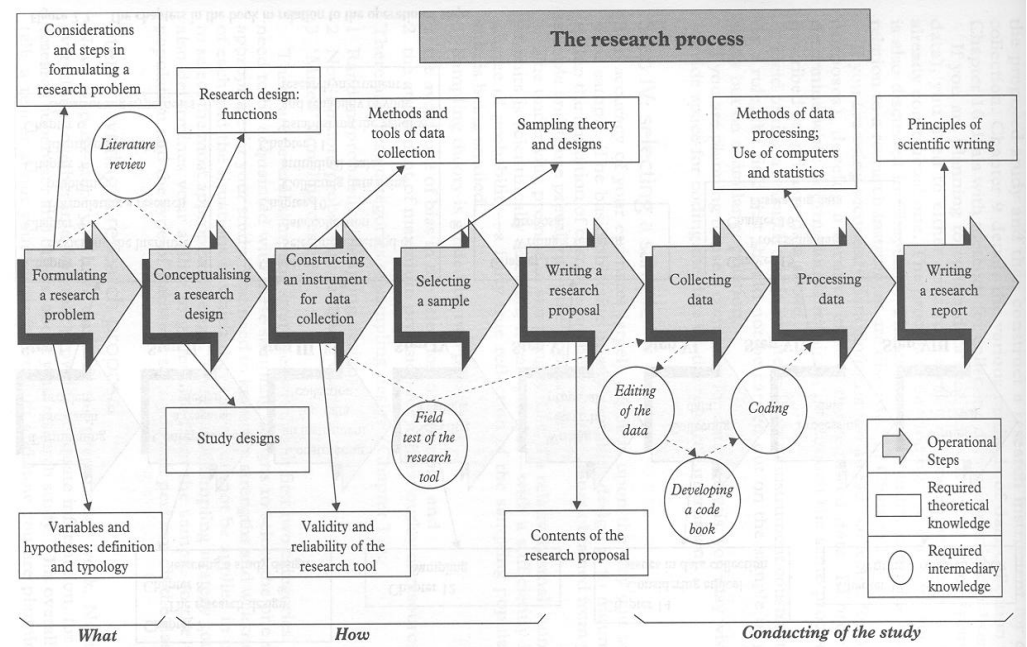 The research process
Considerations
and steps in
formulating a
research problem
Literature
review
Research design:
functions
Methods and
tools of data
collection
Sampling theory
and designs
Methods of data
processing;
Use of computers
and statistics
Principles of
scientific writing
Formulating
a research
problem
Conceptualising
a research
design
Constructing
an instrument
for data
collection
Selecting
a sample
Writing a
research
proposal
Collecting
data
Processing
data
Writing
a research
report
Study designs
Field
test of the
research
tool
Editing
of the
data
Coding
Developing
a code
book
Variables and
hypotheses: definition
and typology
Validity and
reliability of the
research tool
Contents of the
research proposal
Operational
Steps
Required
theoretical
knowledge
Required
intermediary
knowledge
What
How
Conducting of the study